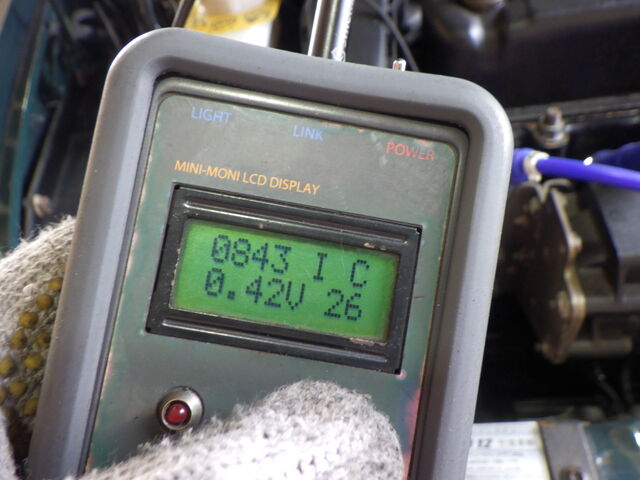 LIGHT
LINK
POWER
MINI-MONI LCD DISPLAY
0843 I C
0.42V 26